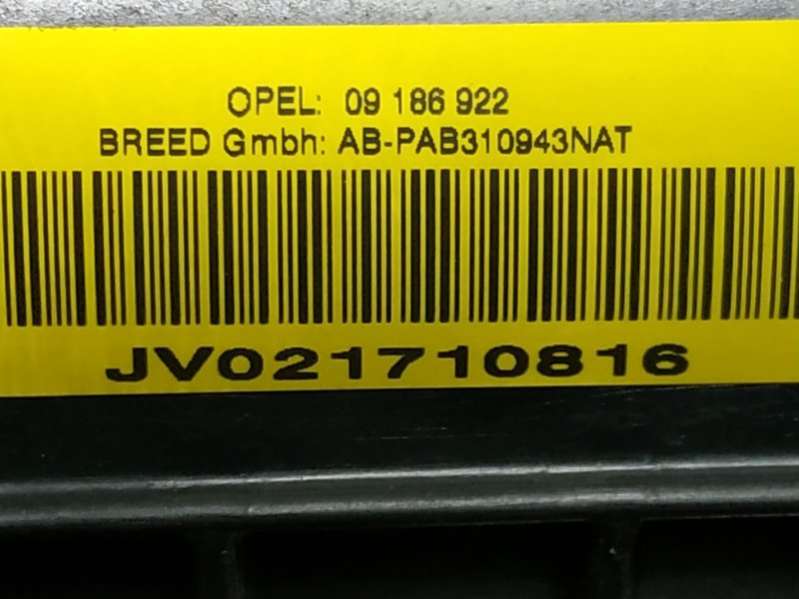 OPEL: 09 186 922
BREED Gmbh: AB-PAB310943NAT
JV021710816